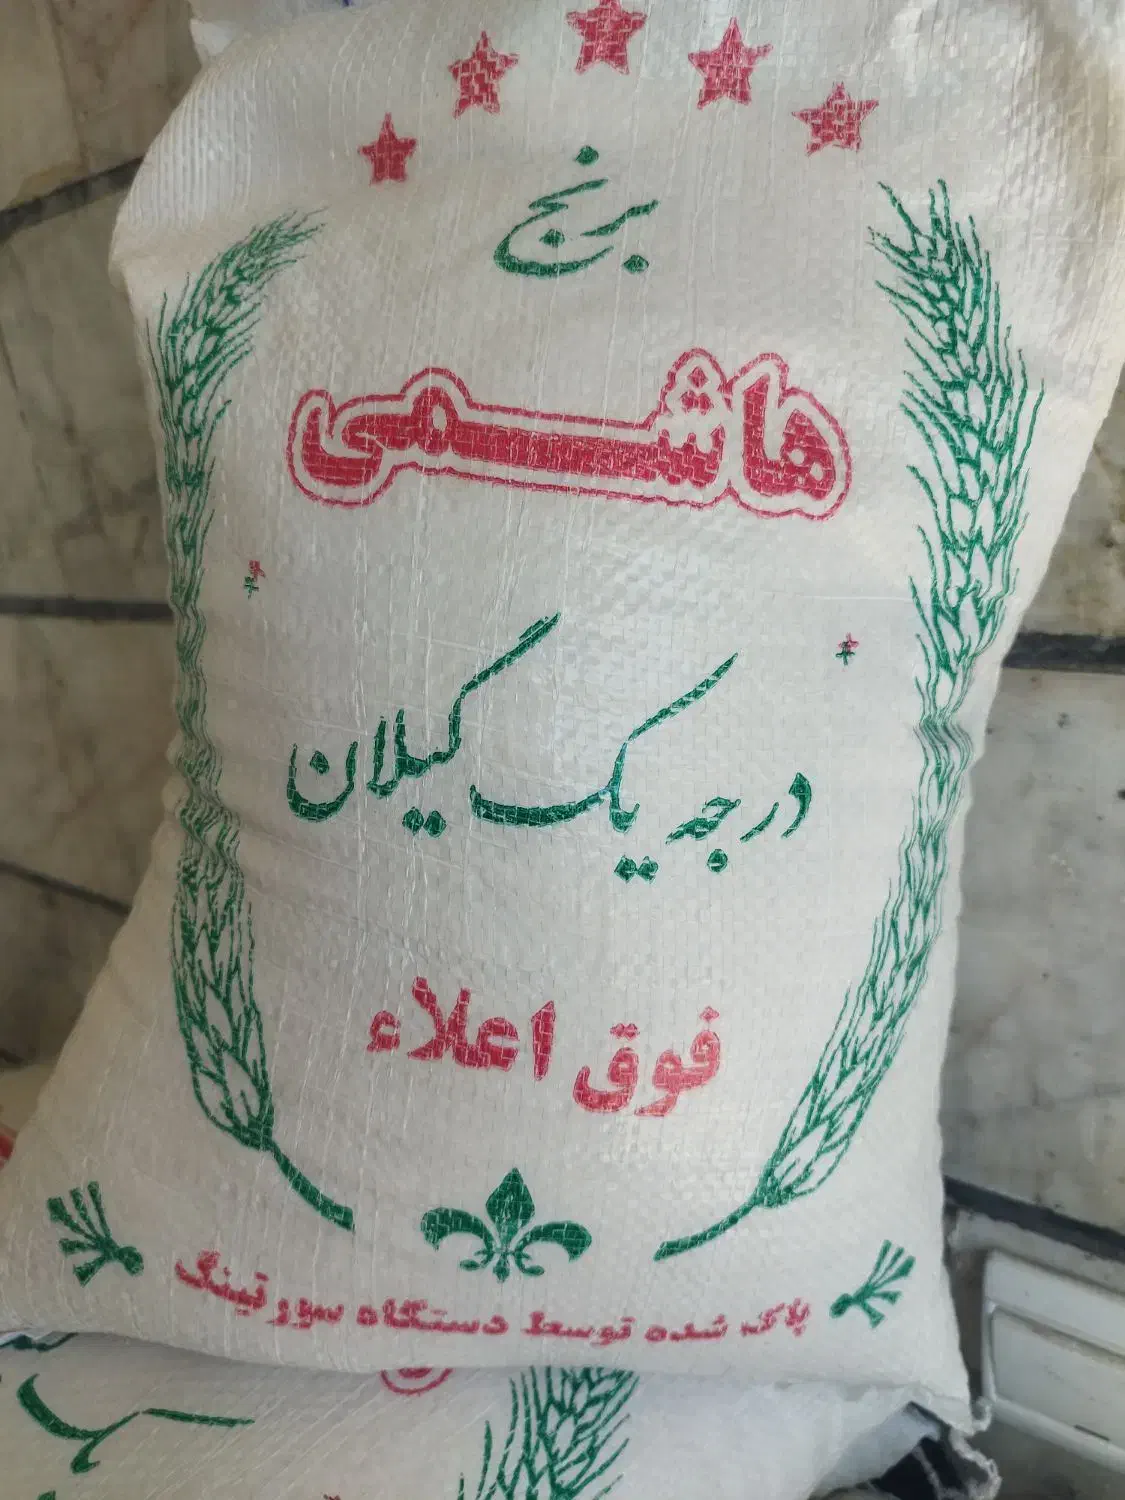 برنج
هاشمی
درجه یک گیلان
فوق اعلاء
پاک شده توسط دستگاه سورتینگ